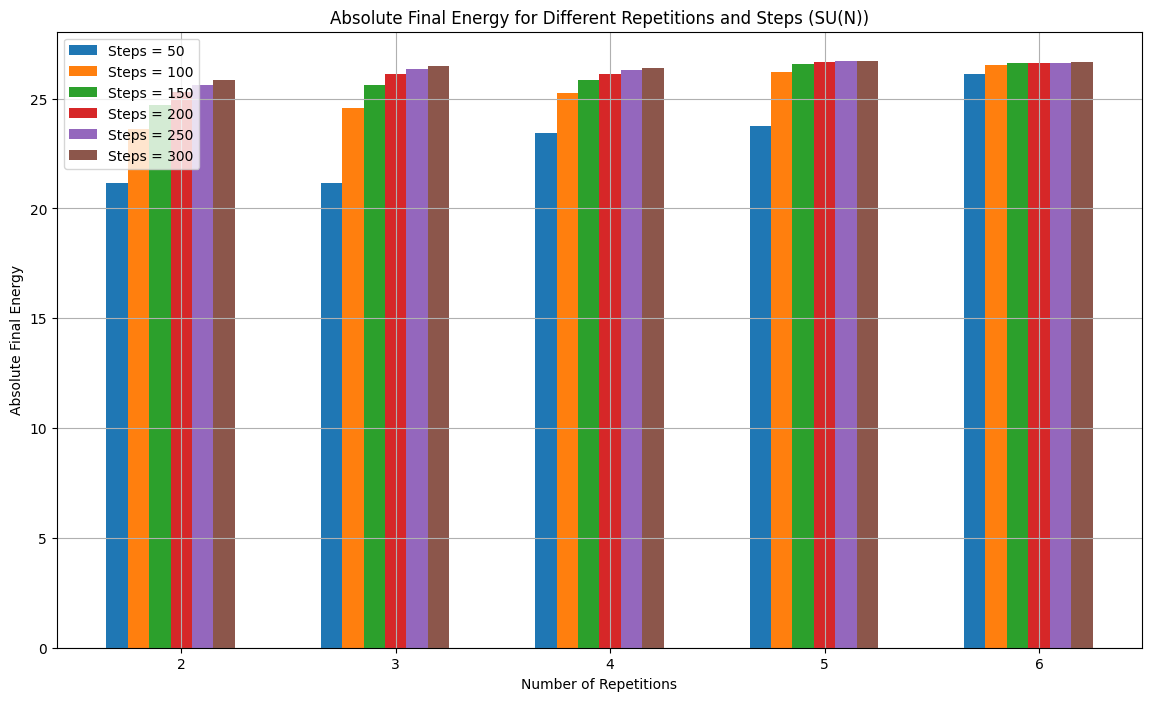 Absolute Final Energy for Different Repetitions and Steps (SU(N))
Steps = 50
Steps = 100
Steps = 150
Steps = 200
Steps = 250
Steps = 300
Absolute Final Energy
25
20
15
10
5
0
2 3 4 5 6
Number of Repetitions